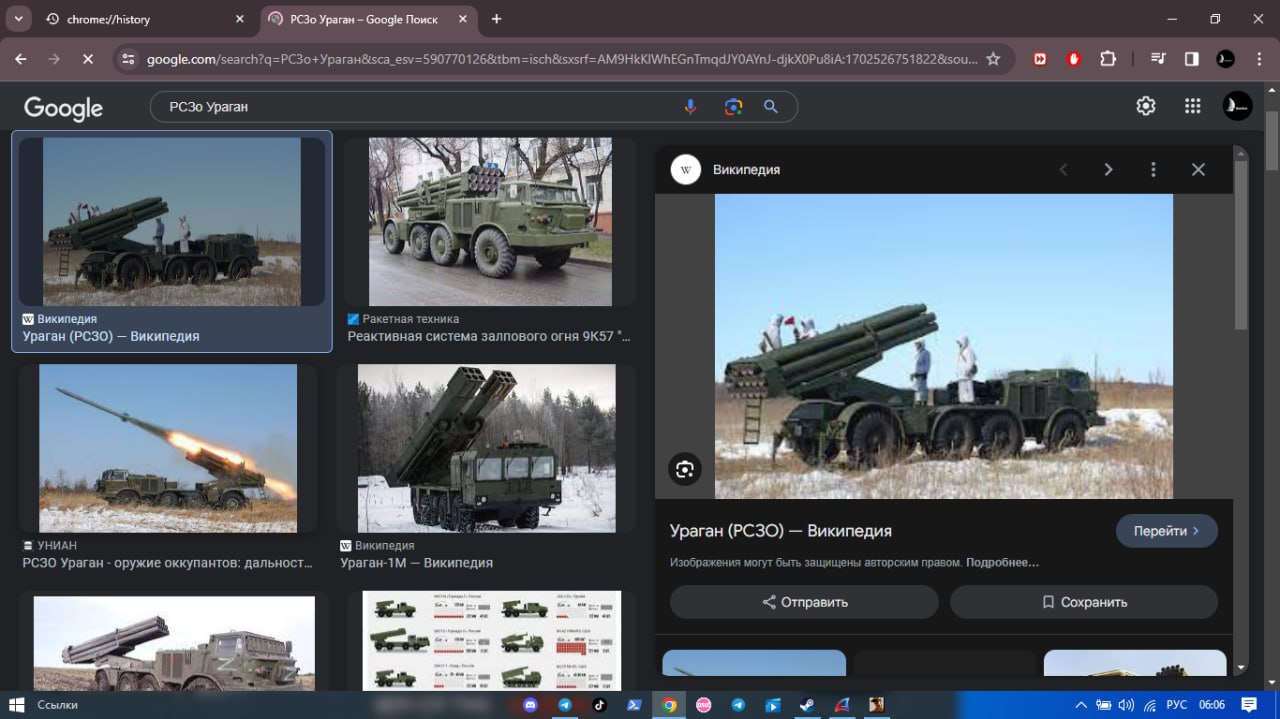 chrome://history
РСЗо Ураган – Google Поиск
google.com/search?q=РСЗо+Ураган&sca_esv=590770126&tbm=isch&sxsrf=AM9HkKlWhEGnTmqdJY0AYnJ-djkX0Pu8iA:1702526751822&sou...
Google
РСЗо Ураган
W Википедия
Ураган (РСЗО) — Википедия
Ракетная техника
Реактивная система залпового огня 9К57 "...
УНИАН
РСЗО Ураган - оружие оккупантов: дальност...
W Википедия
Ураган-1М — Википедия
W Википедия
Ураган (РСЗО) — Википедия
Перейти
Изображения могут быть защищены авторским правом. Подробнее...
Отправить
Сохранить
Ссылки
РУС 06:06